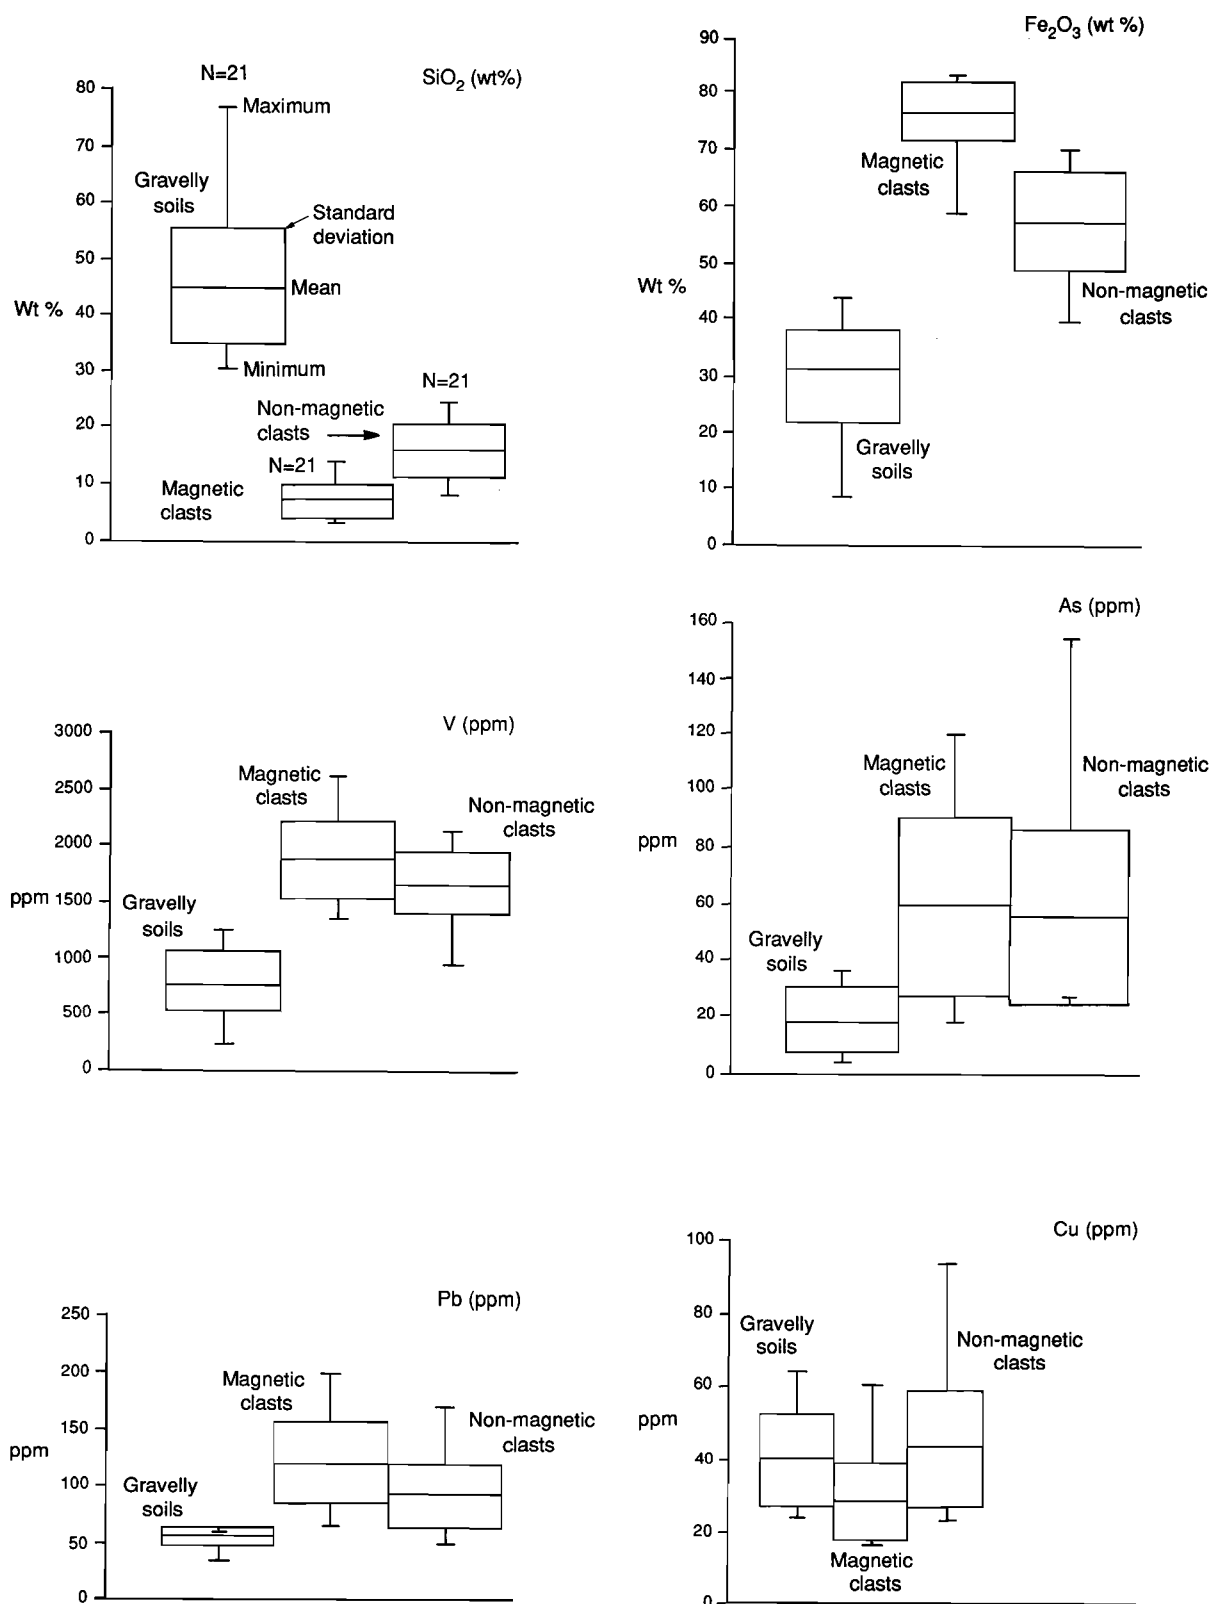 SiO₂ (wt%)
N=21
80
Maximum
70
Gravelly
soils
60
Standard
deviation
50
Mean
Wt %
40
30
Minimum
N=21
Non-magnetic
clasts
20
N=21
10
Magnetic
clasts
0
Fe₂O₃ (wt %)
90
80
70
Magnetic
clasts
60
50
Wt %
Non-magnetic
clasts
40
30
20
Gravelly
soils
10
0
V (ppm)
3000
Magnetic
clasts
2500
Non-magnetic
clasts
2000
ppm 1500
Gravelly
soils
1000
500
0
As (ppm)
160
140
120
Magnetic
clasts
Non-magnetic
clasts
100
ppm
80
60
Gravelly
soils
40
20
0
Pb (ppm)
250
200
Magnetic
clasts
150
Non-magnetic
clasts
ppm
100
Gravelly
soils
50
0
Cu (ppm)
100
80
Gravelly
soils
Non-magnetic
clasts
60
ppm
40
20
Magnetic
clasts
0